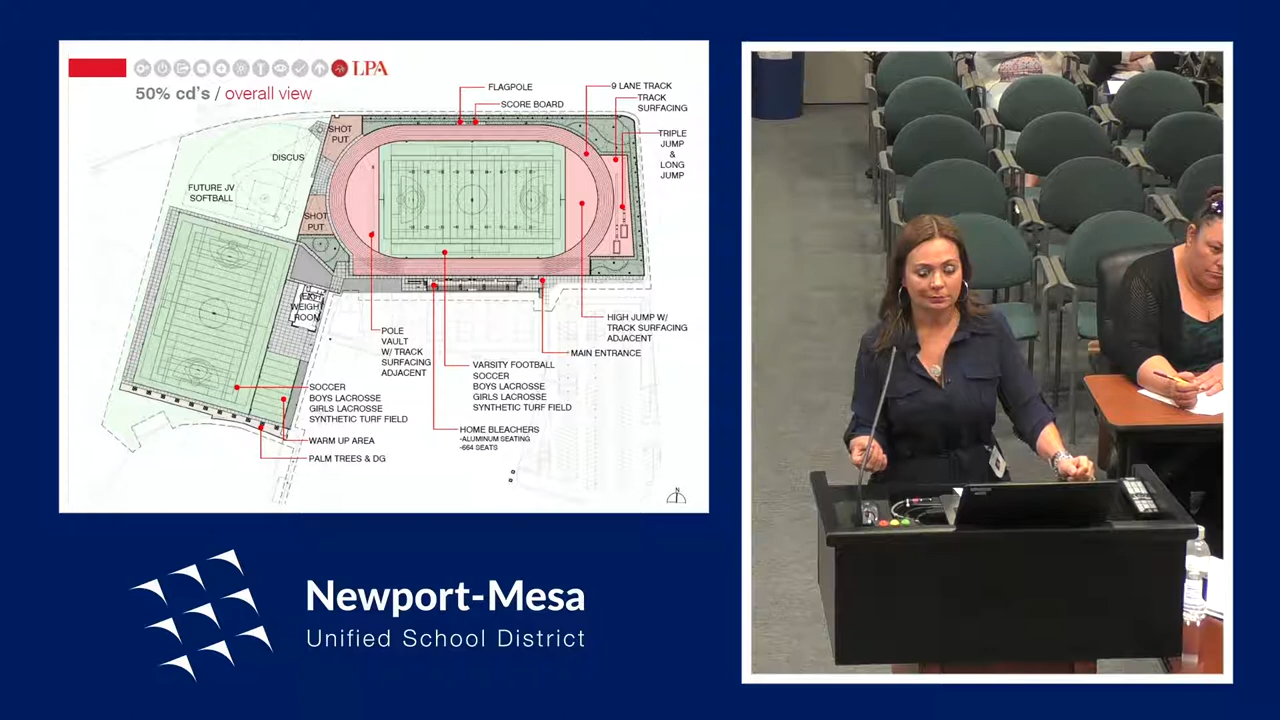 LPA
50% cd's / overall view
FLAGPOLE
SCORE BOARD
9 LANE TRACK
TRACK
SURFACING
TRIPLE
JUMP
&
LONG
JUMP
SHOT
PUT
DISCUS
FUTURE JV
SOFTBALL
SHOT
PUT
WEIGHT
ROOM
POLE
VAULT
W/ TRACK
SURFACING
ADJACENT
HIGH JUMP W/
TRACK SURFACING
ADJACENT
MAIN ENTRANCE
VARSITY FOOTBALL
SOCCER
BOYS LACROSSE
GIRLS LACROSSE
SYNTHETIC TURF FIELD
SOCCER
BOYS LACROSSE
GIRLS LACROSSE
SYNTHETIC TURF FIELD
HOME BLEACHERS
-ALUMINUM SEATING
-664 SEATS
WARM UP AREA
PALM TREES & DG
N
Newport-Mesa
Unified School District